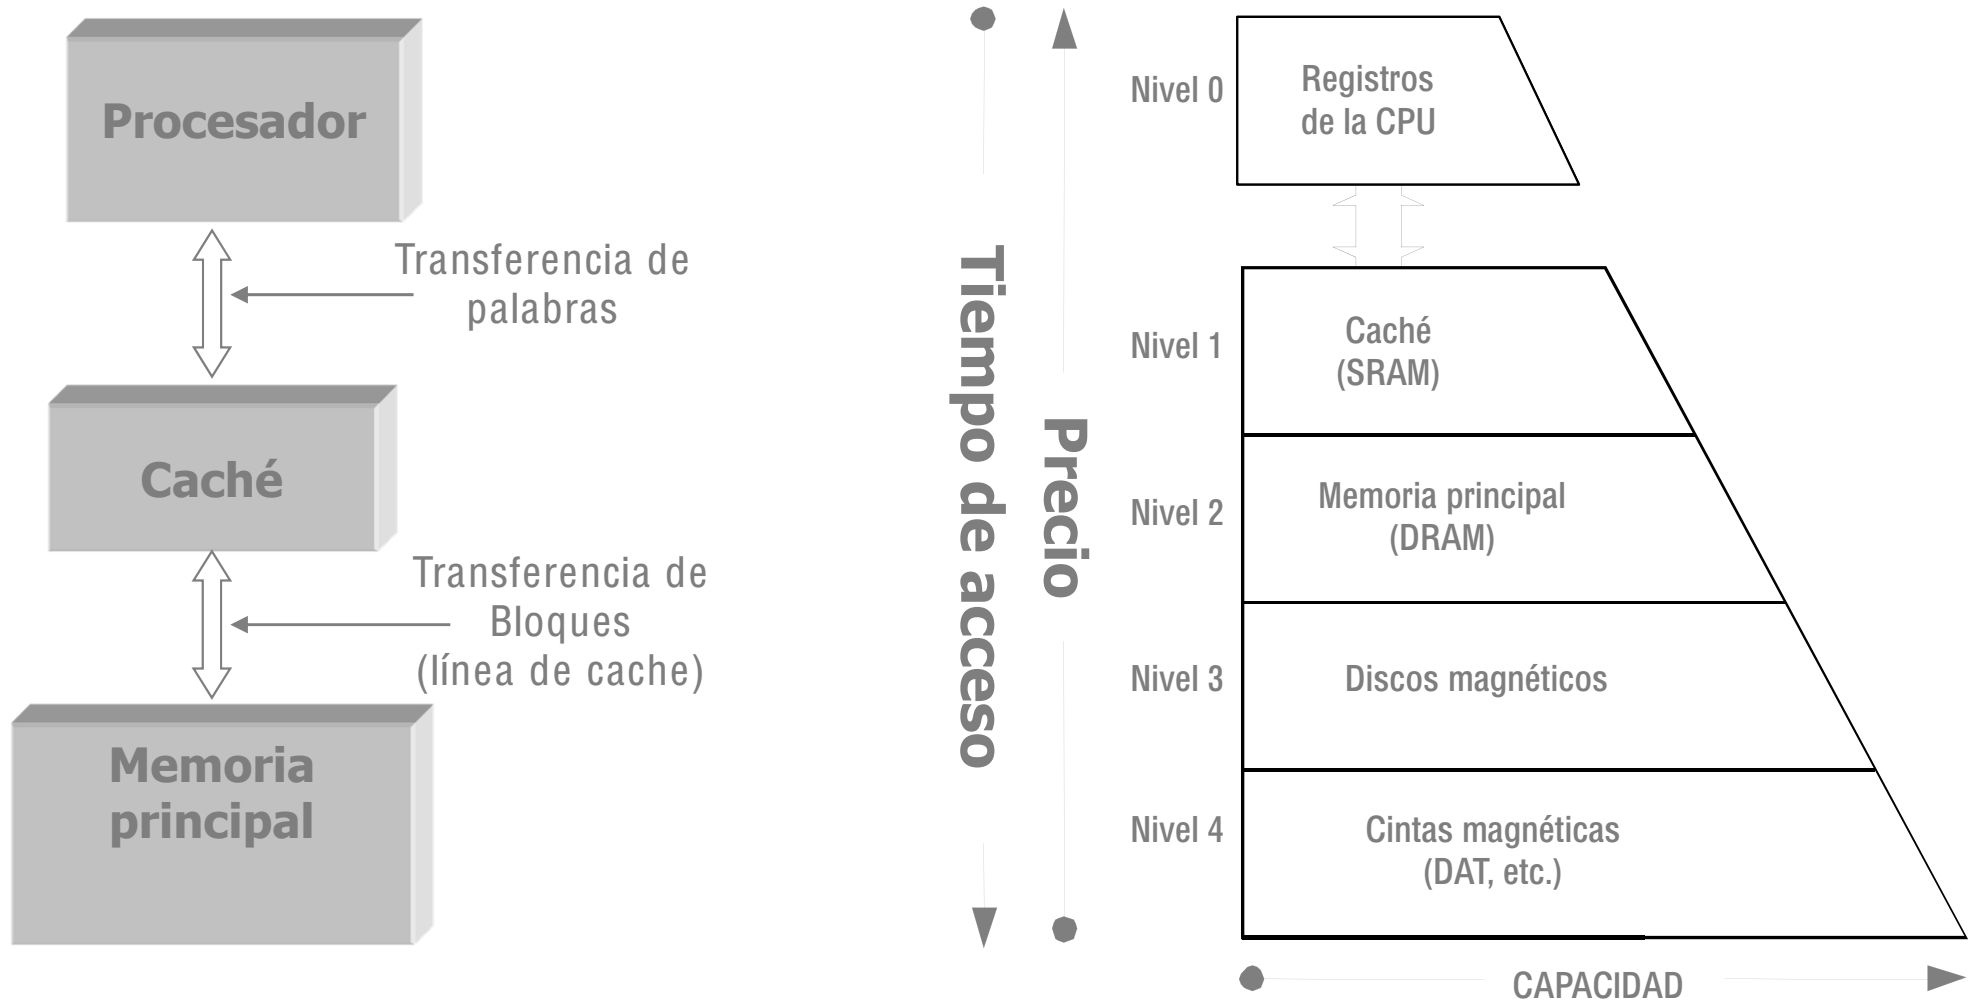 Procesador
Transferencia de
palabras
Caché
Transferencia de
Bloques
(línea de cache)
Memoria
principal
Tiempo de acceso
Precio
Nivel 0
Registros
de la CPU
Nivel 1
Caché
(SRAM)
Nivel 2
Memoria principal
(DRAM)
Nivel 3
Discos magnéticos
Nivel 4
Cintas magnéticas
(DAT, etc.)
CAPACIDAD